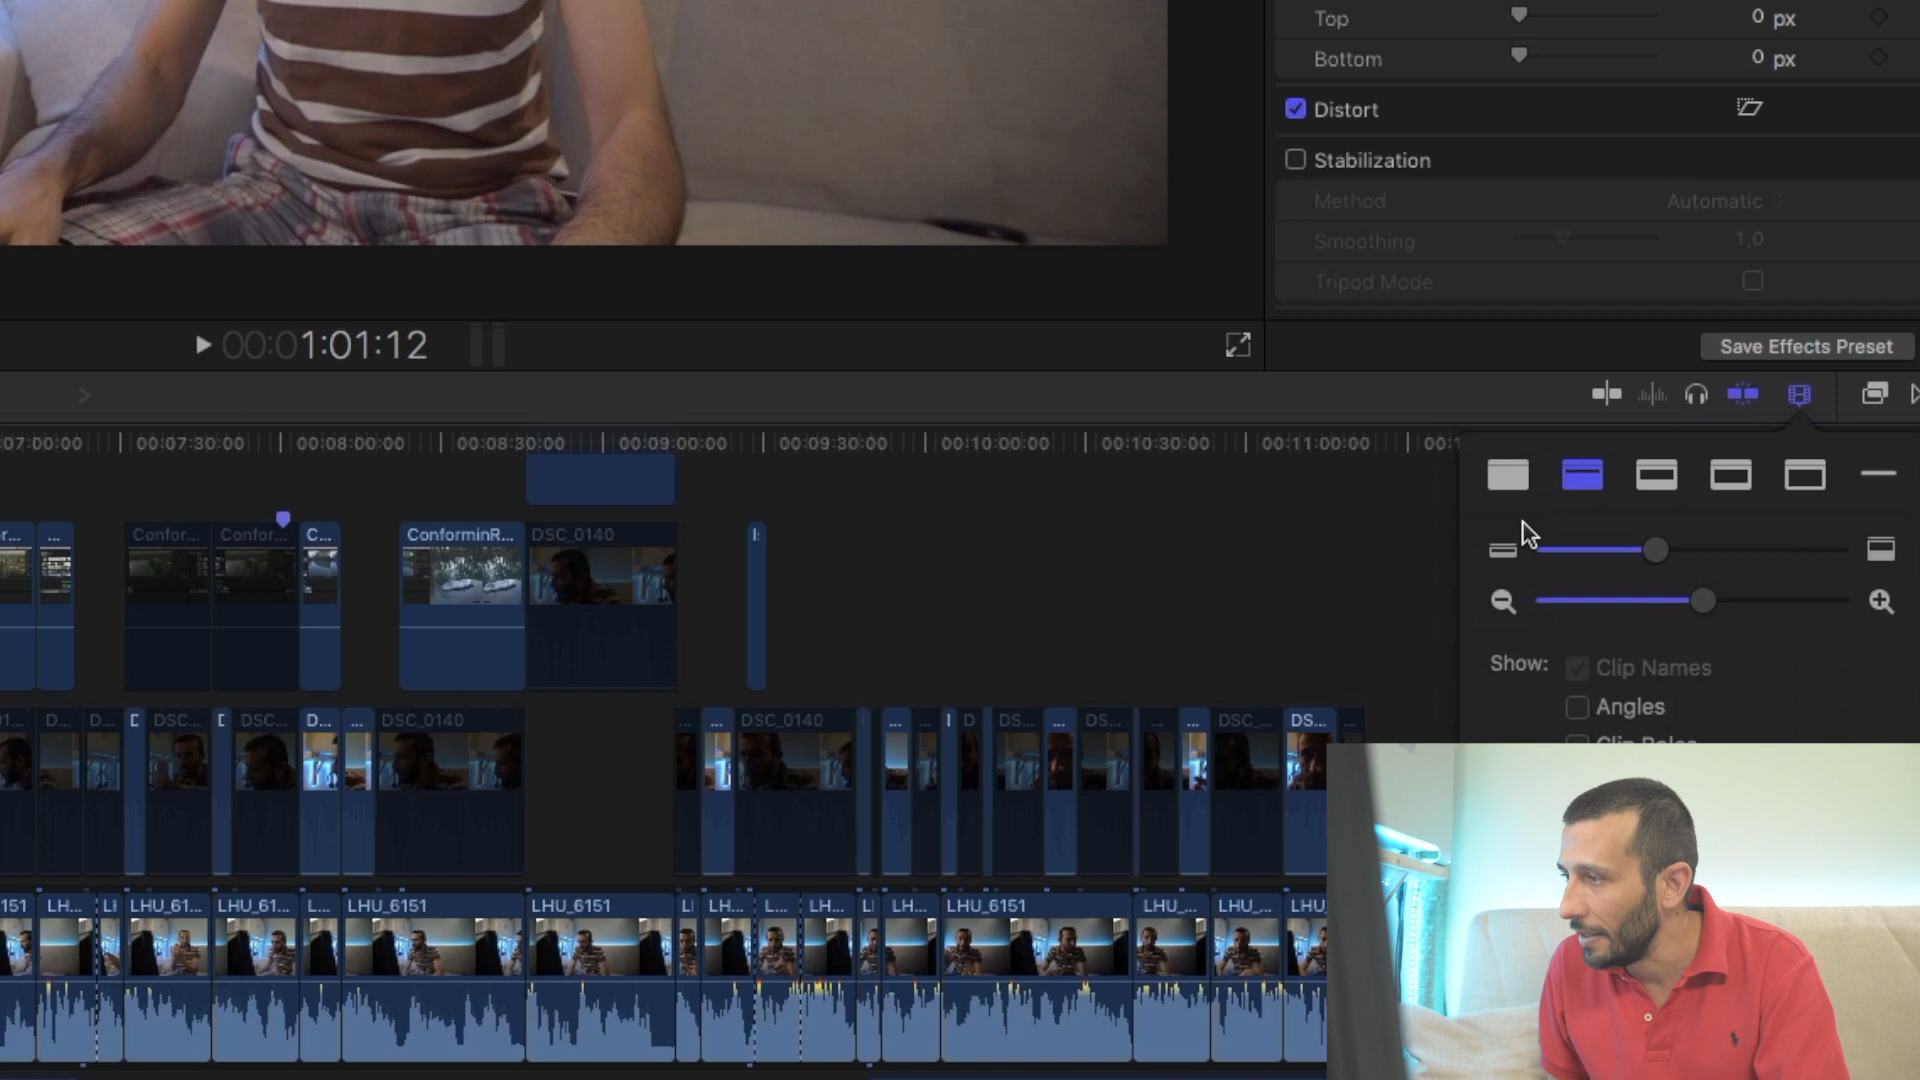 Top 0 px
Bottom 0 px
Distort
Stabilization
Method Automatic
Smoothing 1,0
Tripod Mode
00:01:01:12
Save Effects Preset
07:00:00 00:07:30:00 00:08:00:00 00:08:30:00 00:09:00:00 00:09:30:00 00:10:00:00 00:10:30:00 00:11:00:00
Confor... Confor... C... ConforminR... DSC_0140
Show: Clip Names
Angles
D... D... D DSC... D DSC... D... ... DSC_0140 ... ... DSC_0140 ... ... D DS... ... DS... ... ... DSC_... DS... ...
151 LH... LH LHU_61... LHU_61... L... LHU_6151 LHU_6151 LH... L... LH... LH... LHU_6151 LHU_... LHU_... LHU_